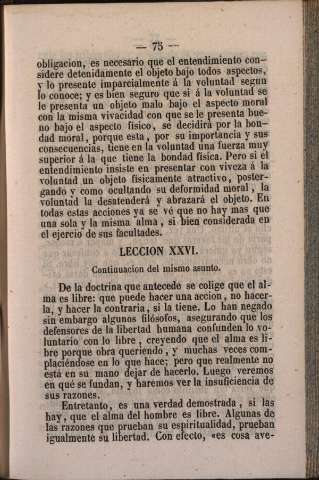 — 75 —
obligacion, es necesario que el entendimiento con-
sidere detenidamente el objeto bajo todos aspectos,
y lo presente imparcialmente á la voluntad segun
lo conoce; y es bien seguro que si á la voluntad se
le presenta un objeto malo bajo el aspecto moral
con la misma vivacidad con que se le presenta bue-
no bajo el aspecto físico, se decidirá por la bon-
dad moral, porque esta, por su importancia y sus
consecuencias, tiene en la voluntad una fuerza muy
superior á la que tiene la bondad física. Pero si el
entendimiento insiste en presentar con viveza á la
voluntad un objeto físicamente atractivo, poster-
gando y como ocultando su deformidad moral, la
voluntad la desatenderá y abrazará el objeto. En
todas estas acciones ya se vé que no hay mas que
una sola y la misma alma, si bien considerada en
el ejercicio de sus facultades.
LECCION XXVI.
Continuacion del mismo asunto.
De la doctrina que antecede se colige que el al-
ma es libre: que puede hacer una accion, no hacer-
la, y hacer la contraria, si la tiene. Lo han negado
sin embargo algunos filósofos, asegurando que los
defensores de la libertad humana confunden lo vo-
luntario con lo libre, creyendo que el alma es li-
bre porque obra queriendo, y muchas veces com-
placiéndose en lo que hace; pero que realmente no
está en su mano dejar de hacerlo. Luego veremos
en qué se fundan, y haremos ver la insuficiencia de
sus razones.
Entretanto, es una verdad demostrada, si las
hay, que el alma del hombre es libre. Algunas de
las razones que prueban su espiritualidad, prueban
igualmente su libertad. Con efecto, «es cosa ave-